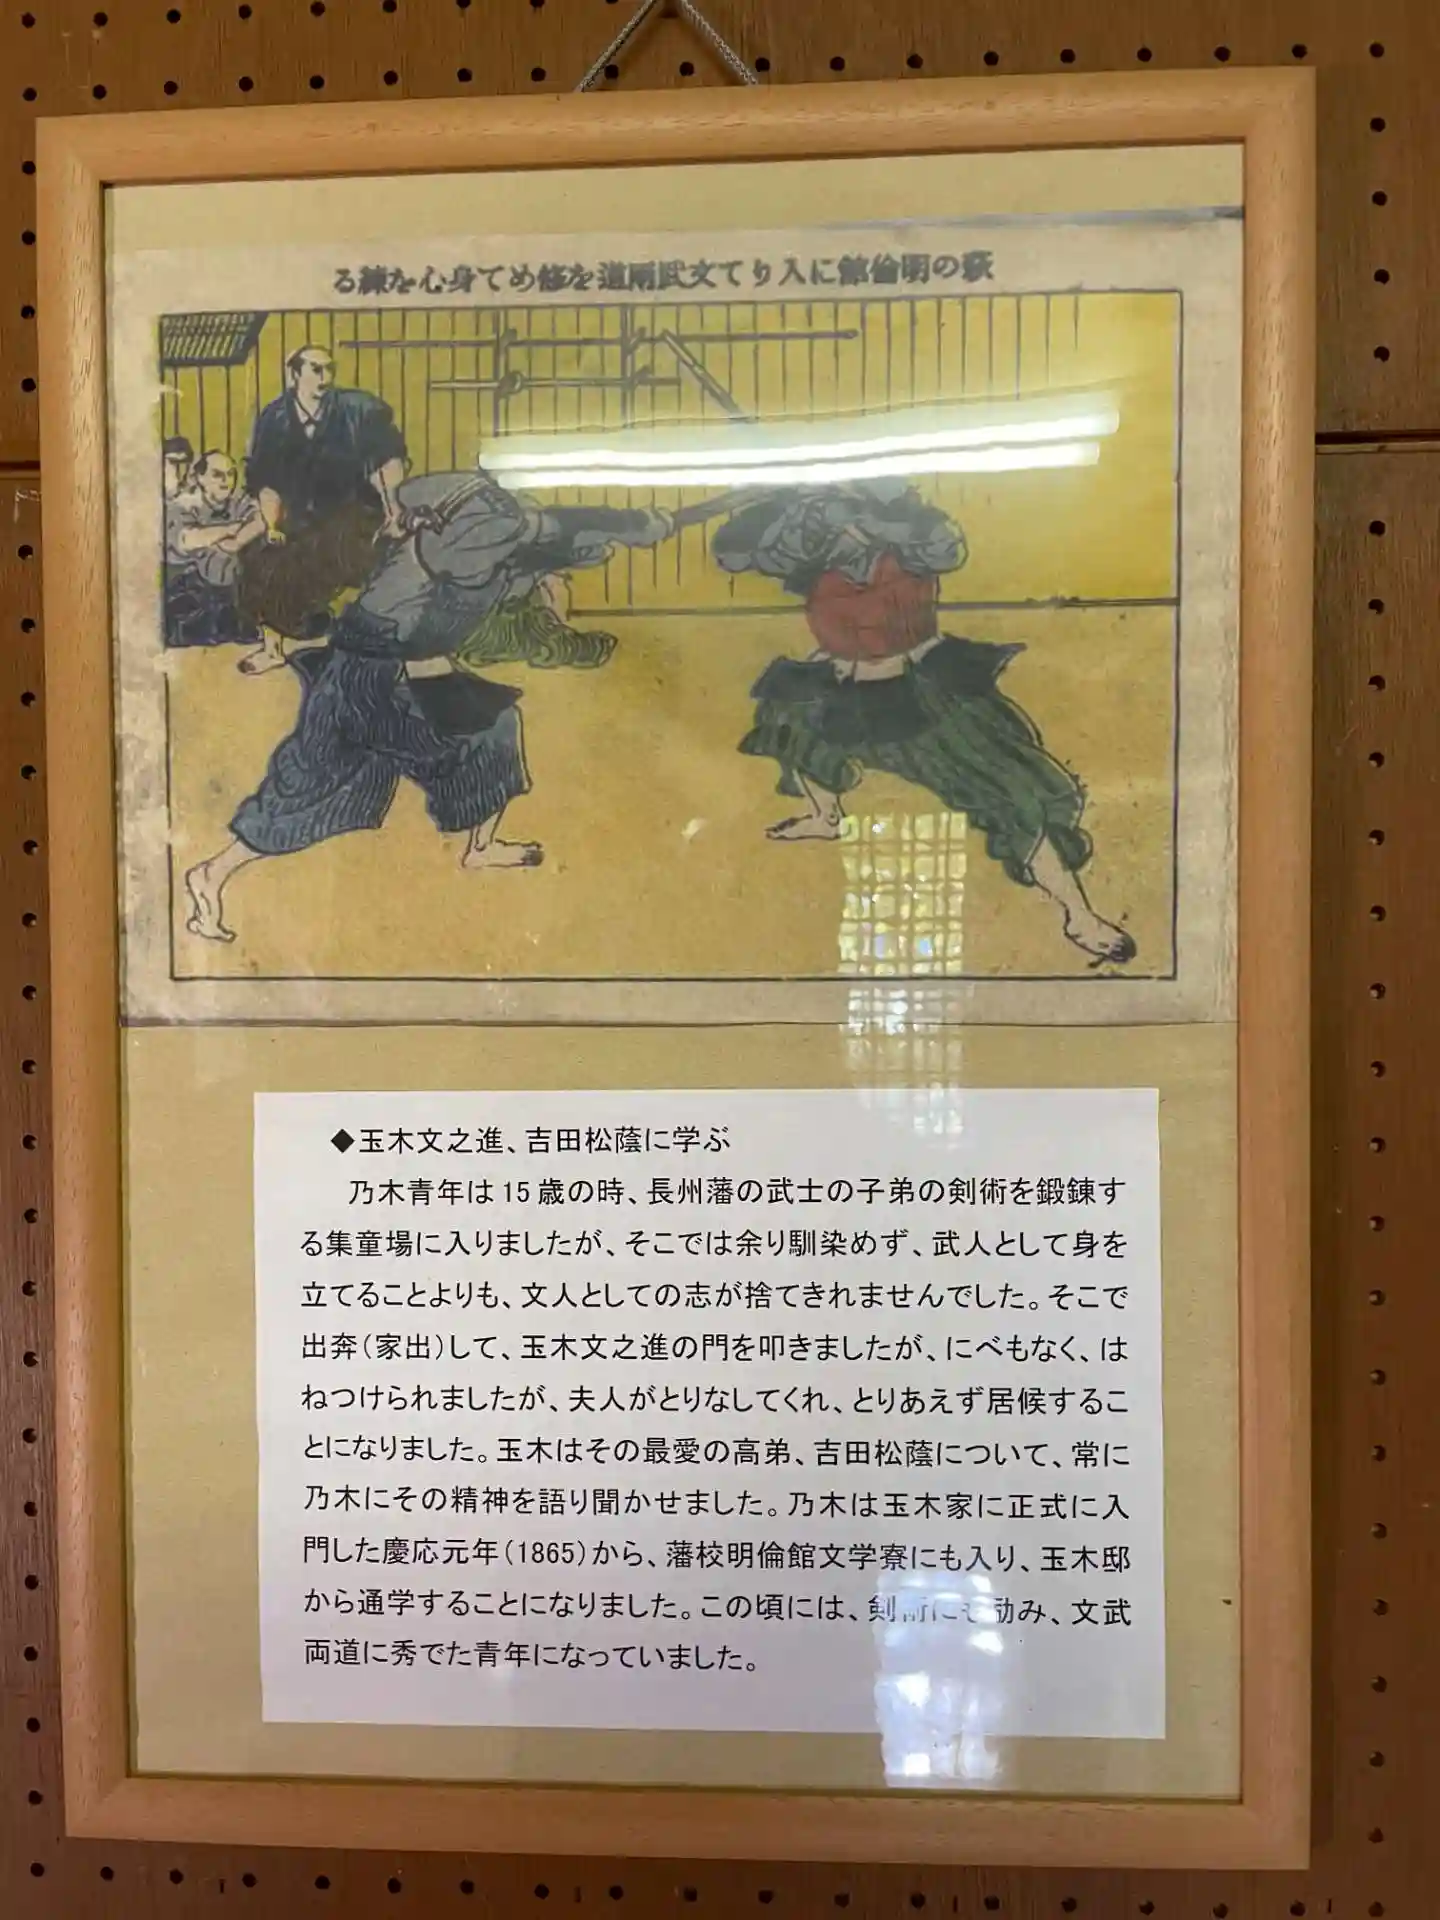 萩の明倫館に入りて文武兩道を修めて身心を練る
◆玉木文之進、吉田松蔭に学ぶ
乃木青年は15歳の時、長州藩の武士の子弟の剣術を鍛錬す
る集童場に入りましたが、そこでは余り馴染めず、武人として身を
立てることよりも、文人としての志が捨てきれませんでした。そこで
出奔(家出)して、玉木文之進の門を叩きましたが、にべもなく、は
ねつけられましたが、夫人がとりなしてくれ、とりあえず居候するこ
とになりました。玉木はその最愛の高弟、吉田松蔭について、常に
乃木にその精神を語り聞かせました。乃木は玉木家に正式に入
門した慶応元年(1865)から、藩校明倫館文学寮にも入り、玉木邸
から通学することになりました。この頃には、剣術にも励み、文武
両道に秀でた青年になっていました。